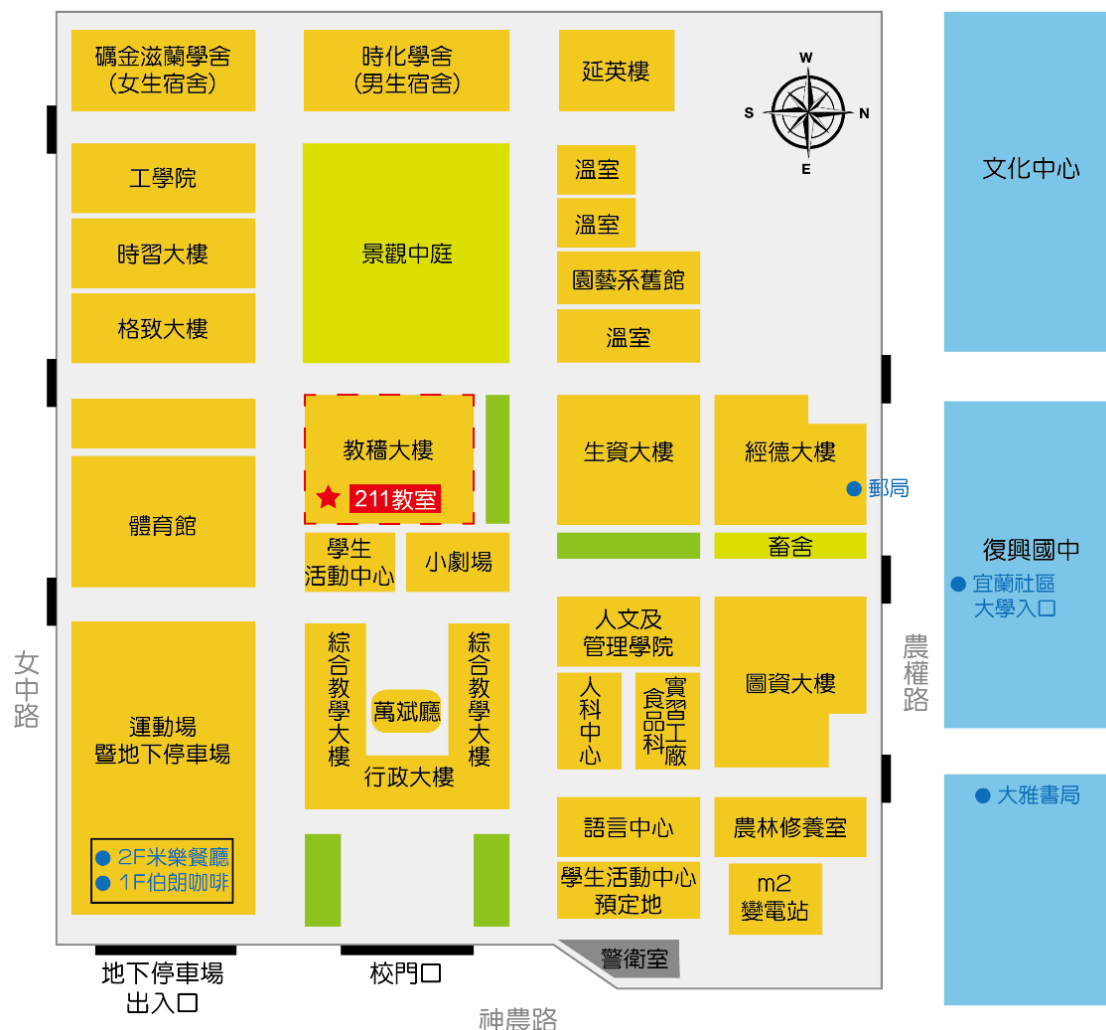 礪金滋蘭學舍
(女生宿舍)
時化學舍
(男生宿舍)
延英樓
W
S
N
E
文化中心
工學院
溫室
時習大樓
景觀中庭
溫室
園藝系舊館
格致大樓
溫室
教穡大樓
211教室
生資大樓
經德大樓
郵局
體育館
學生
活動中心
小劇場
畜舍
復興國中
宜蘭社區
大學入口
人文及
管理學院
綜合教學大樓
萬斌廳
綜合教學大樓
人科中心
食品科
實習工廠
圖資大樓
女中路
農權路
運動場
暨地下停車場
行政大樓
大雅書局
語言中心
農林修養室
2F米樂餐廳
1F伯朗咖啡
學生活動中心
預定地
m2
變電站
警衛室
地下停車場
出入口
校門口
神農路